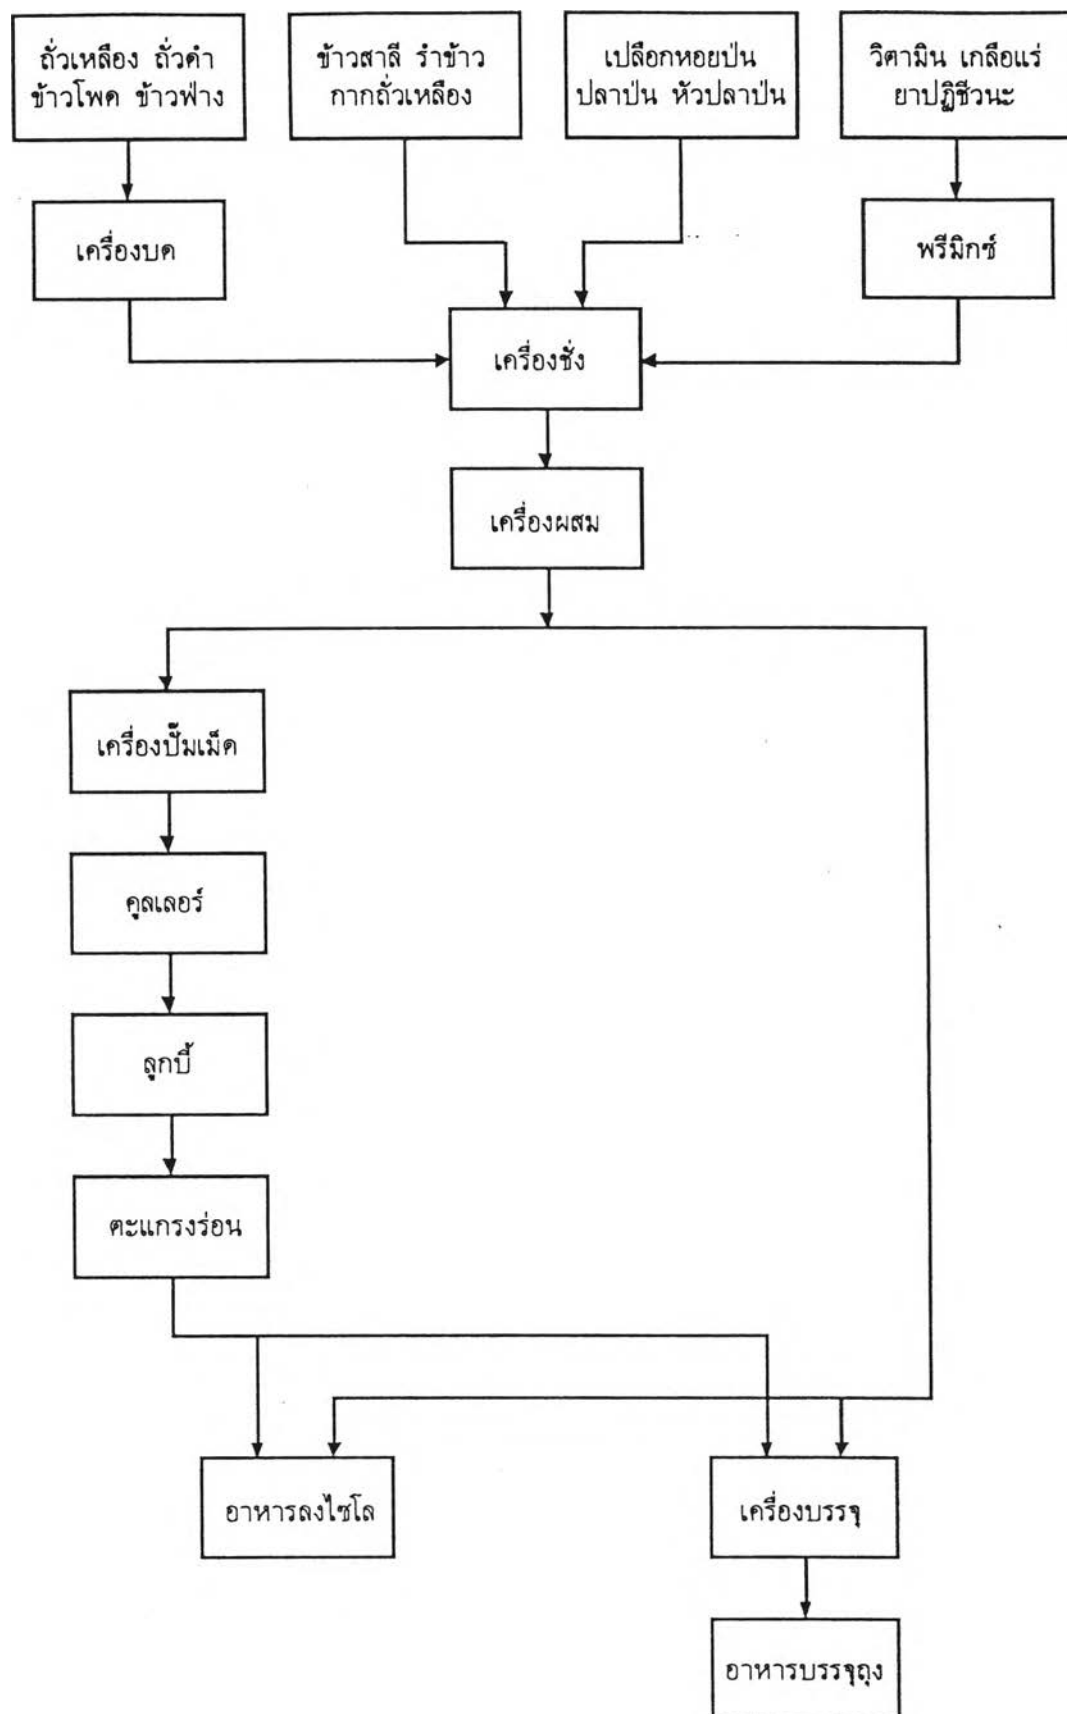 ถั่วเหลือง ถั่วดำ
ข้าวโพด ข้าวฟ่าง
ข้าวสาลี รำข้าว
กากถั่วเหลือง
เปลือกหอยป่น
ปลาป่น หัวปลาป่น
วิตามิน เกลือแร่
ยาปฏิชีวนะ
เครื่องบด
พรีมิกซ์
เครื่องชั่ง
เครื่องผสม
เครื่องปั๊มเม็ด
คูลเลอร์
ลูกบี้
ตะแกรงร่อน
อาหารลงไซโล
เครื่องบรรจุ
อาหารบรรจุถุง